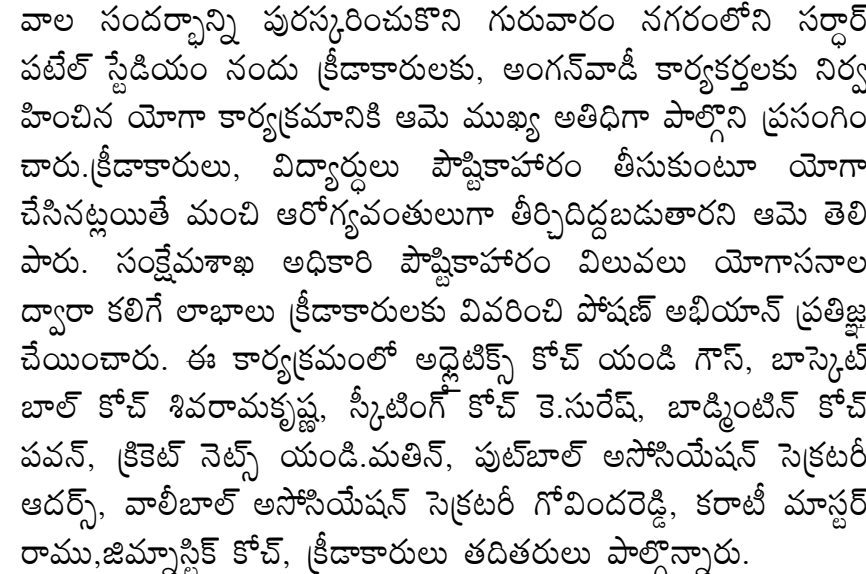 వాల సందర్భాన్ని పురస్కరించుకొని గురువారం నగరంలోని సర్ధార్
పటేల్ స్టేడియం నందు క్రీడాకారులకు, అంగన్‌వాడీ కార్యకర్తలకు నిర్వ
హించిన యోగా కార్యక్రమానికి ఆమె ముఖ్య అతిధిగా పాల్గొని ప్రసంగిం
చారు.క్రీడాకారులు, విద్యార్ధులు పౌష్టికాహారం తీసుకుంటూ యోగా
చేసినట్లయితే మంచి ఆరోగ్యవంతులుగా తీర్చిదిద్దబడుతారని ఆమె తెలి
పారు. సంక్షేమశాఖ అధికారి పౌష్టికాహారం విలువలు యోగాసనాల
ద్వారా కలిగే లాభాలు క్రీడాకారులకు వివరించి పోషణ్ అభియాన్ ప్రతిజ్ఞ
చేయించారు. ఈ కార్యక్రమంలో అథ్లెటిక్స్ కోచ్ యండి గౌస్, బాస్కెట్
బాల్ కోచ్ శివరామకృష్ణ, స్కీటింగ్ కోచ్ కె.సురేష్, బాడ్మింటిన్ కోచ్
పవన్, క్రికెట్ నెట్స్ యండి.మతిన్, పుట్‌బాల్ అసోసియేషన్ సెక్రటరీ
ఆదర్స్, వాలీబాల్ అసోసియేషన్ సెక్రటరీ గోవిందరెడ్డి, కరాటీ మాస్టర్
రాము,జిమ్నాస్టిక్ కోచ్, క్రీడాకారులు తదితరులు పాల్గొన్నారు.